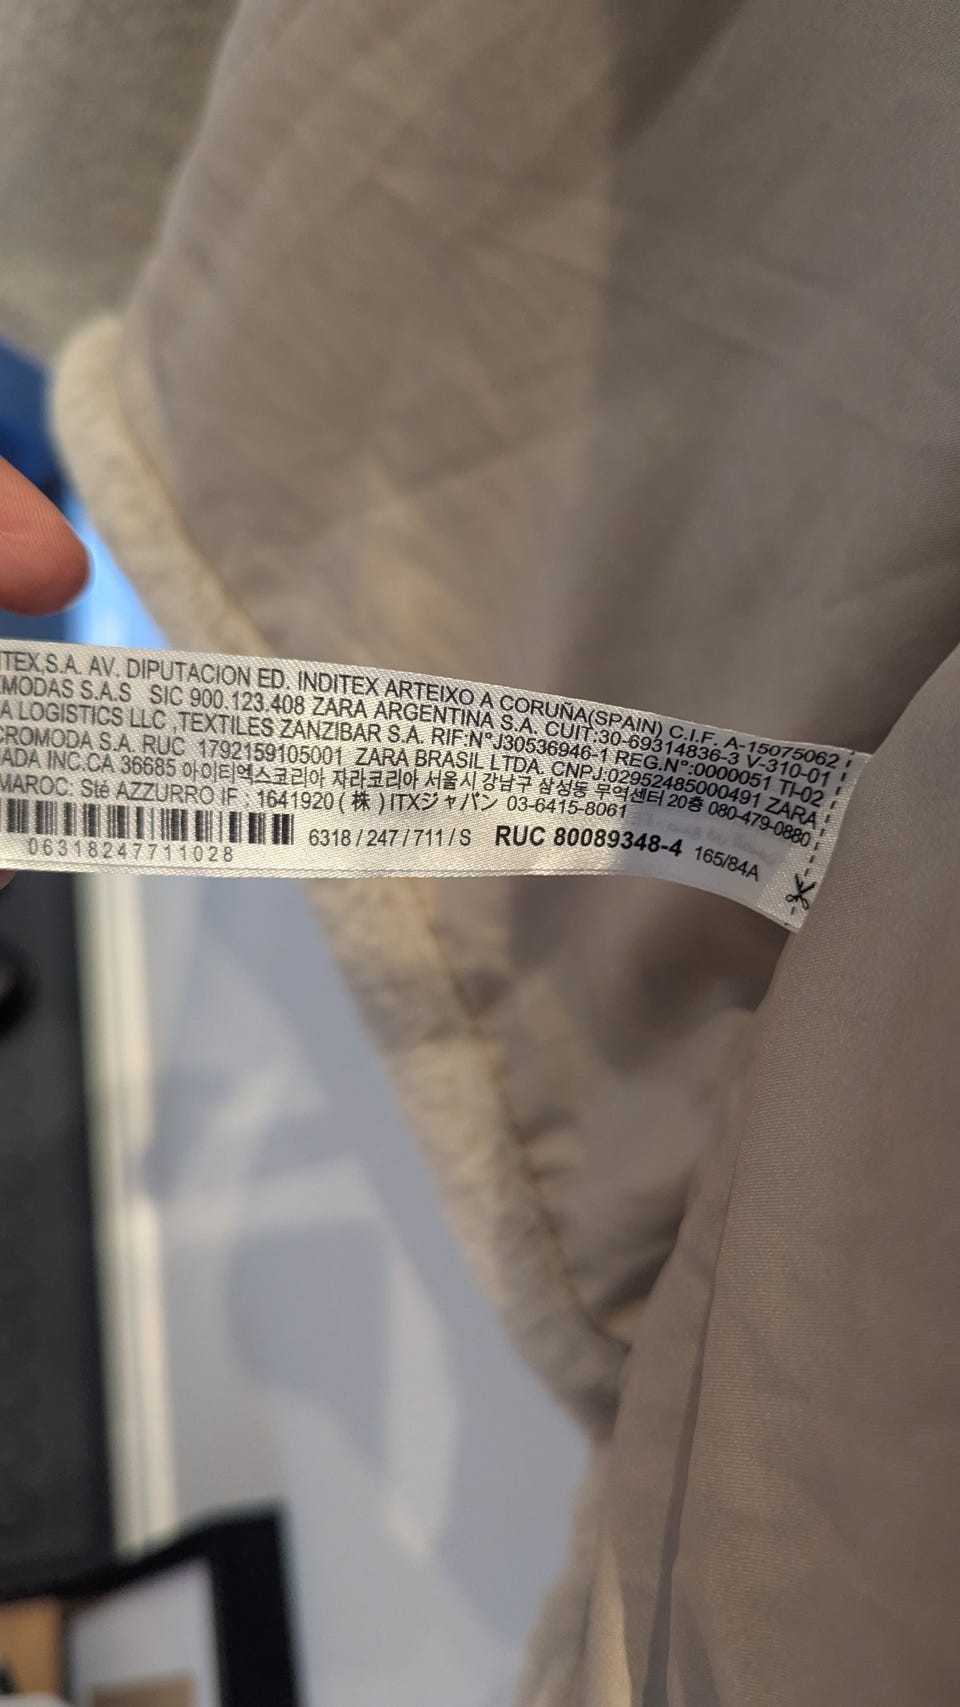 ITEX,S.A. AV. DIPUTACION ED. INDITEX ARTEIXO A CORUÑA(SPAIN) C.I.F. A-15075062
MODAS S.A.S SIC 900.123.408 ZARA ARGENTINA S.A. CUIT:30-69314836-3 V-310-01
A LOGISTICS LLC TEXTILES ZANZIBAR S.A. RIF:N°J30536946-1 REG.N°:0000051 TI-02
CROMODA S.A. RUC 1792159105001 ZARA BRASIL LTDA. CNPJ:02952485000491 ZARA
ADA INC.CA 36685 아이티엑스코리아 자라코리아 서울시 강남구 삼성동 무역센터 20층 080-479-0880
MAROC: Sté AZZURRO IF : 1641920 ( 株 ) ITXジャパン 03-6415-8061
6318 / 247 / 711 / S RUC 80089348-4 165/84A
06318247711028